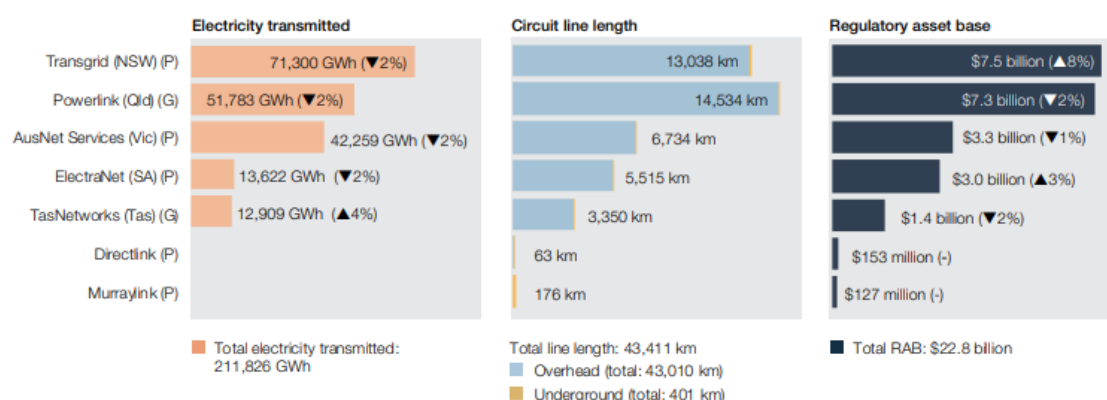 Electricity transmitted
Circuit line length
Regulatory asset base
Transgrid (NSW) (P)
71,300 GWh (▼2%)
13,038 km
$7.5 billion (▲8%)
Powerlink (Qld) (G)
51,783 GWh (▼2%)
14,534 km
$7.3 billion (▼2%)
AusNet Services (Vic) (P)
42,259 GWh (▼2%)
6,734 km
$3.3 billion (▼1%)
ElectraNet (SA) (P)
13,622 GWh (▼2%)
5,515 km
$3.0 billion (▲3%)
TasNetworks (Tas) (G)
12,909 GWh (▲4%)
3,350 km
$1.4 billion (▼2%)
Directlink (P)
63 km
$153 million (-)
Murraylink (P)
176 km
$127 million (-)
Total electricity transmitted:
211,826 GWh
Total line length: 43,411 km
Overhead (total: 43,010 km)
Underground (total: 401 km)
Total RAB: $22.8 billion